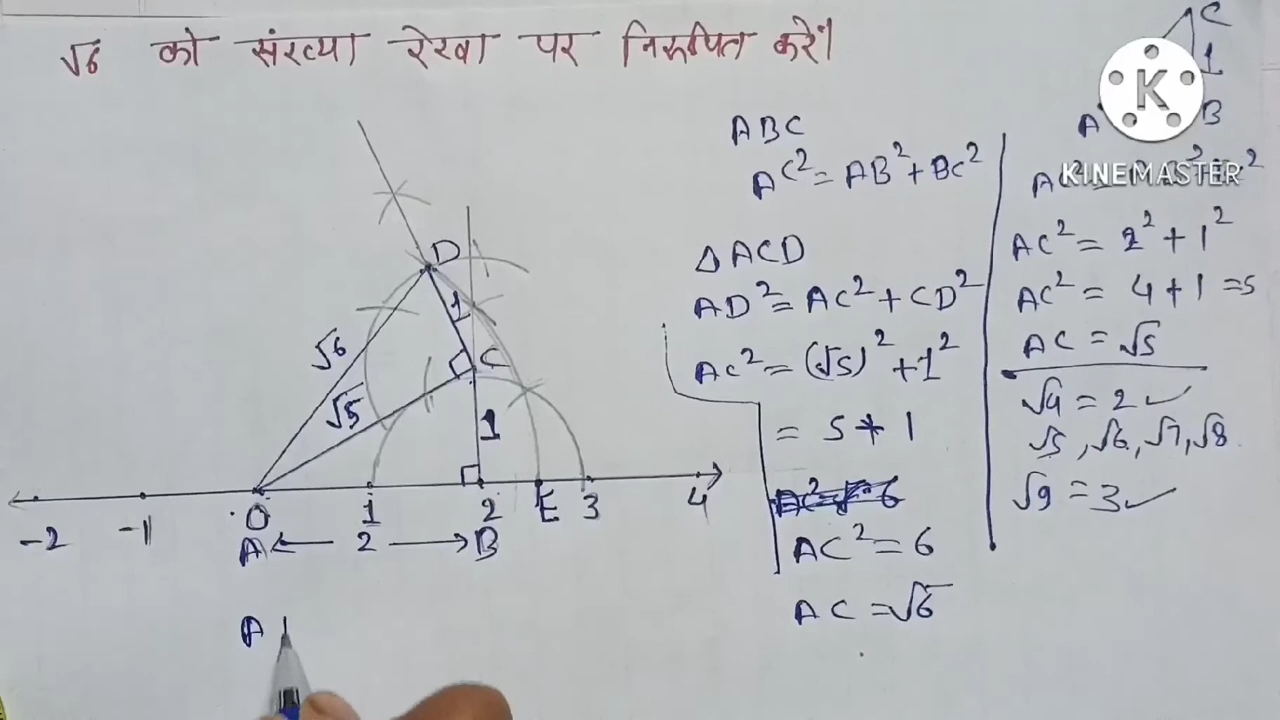 √6 को संख्या रेखा पर निरूपित करें।
D
1
√6
C
√5
1
-2 -1 0 1 2 E 3 4
A 2 B
A
ABC
AC² = AB² + BC²
△ACD
AD² = AC² + CD²
AC² = (√5)² + 1²
= 5 + 1
AC² = 6
AC = √6
C
1
A B
K
KINEMASTER
AC² = 2² + 1²
AC² = 4 + 1 = 5
AC = √5
√4 = 2 ✓
√5, √6, √7, √8
√9 = 3 ✓